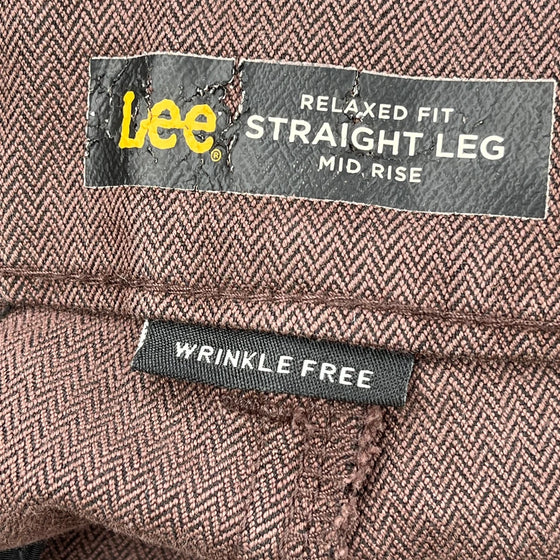 Lee®
RELAXED FIT
STRAIGHT LEG
MID RISE
WRINKLE FREE